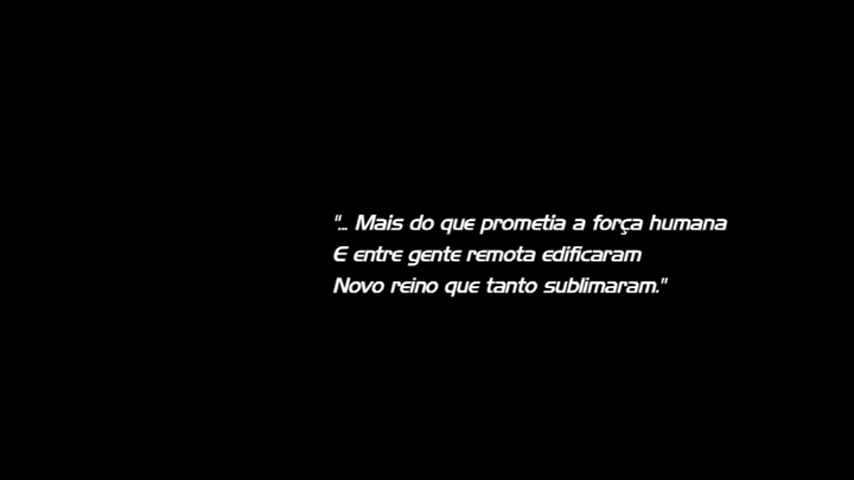 "... Mais do que prometia a força humana
E entre gente remota edificaram
Novo reino que tanto sublimaram."